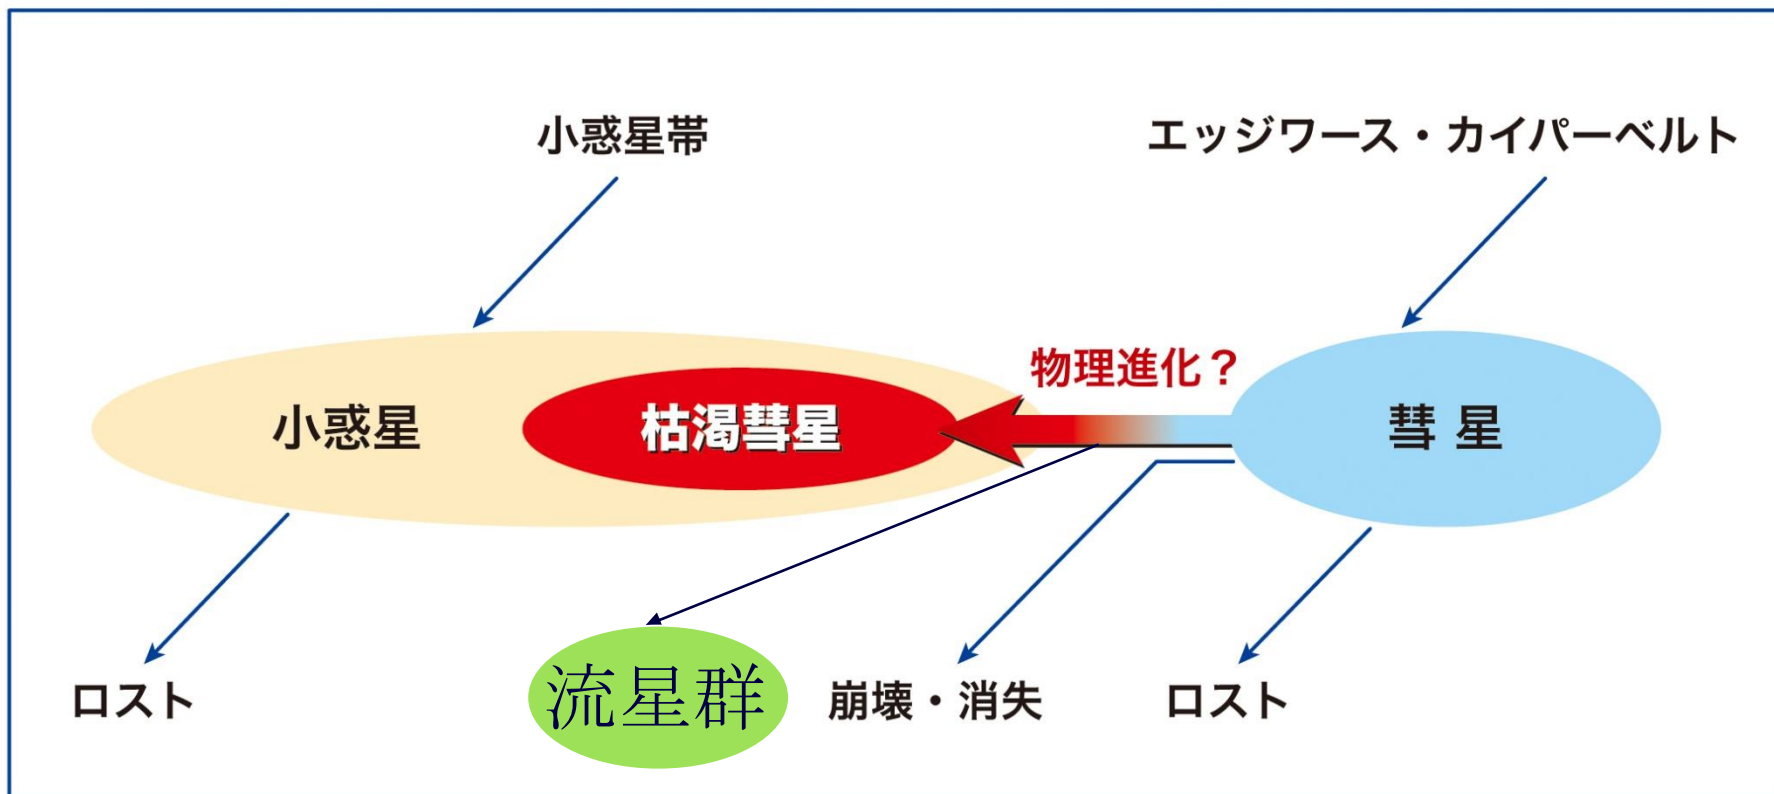 小惑星帯
エッジワース・カイパーベルト
物理進化？
小惑星
枯渇彗星
彗 星
ロスト
流星群
崩壊・消失
ロスト